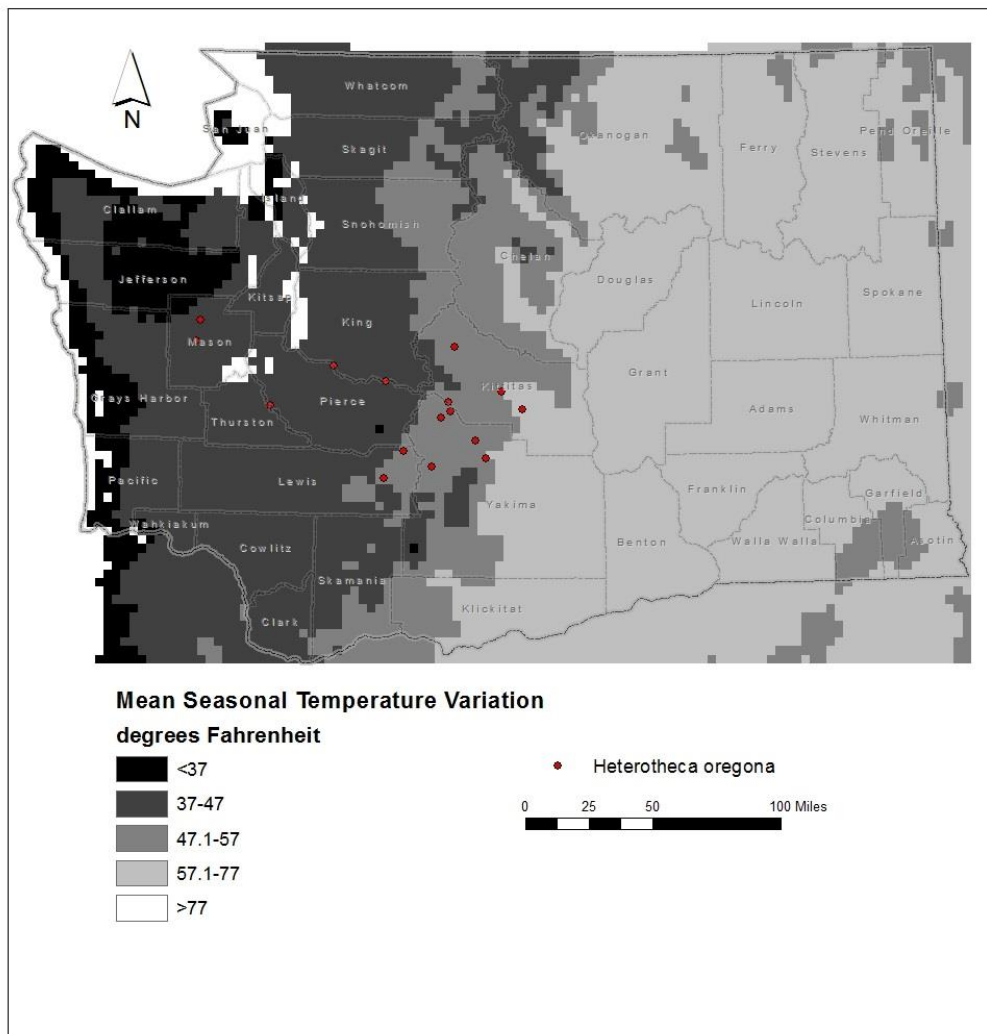 Whatcom
N
San Juan
Okanogan
Pend Oreille
Skagit
Ferry
Stevens
Island
Clallam
Snohomish
Chelan
Jefferson
Douglas
Spokane
Kitsap
Lincoln
King
Mason
Kittitas
Grant
Grays Harbor
Pierce
Adams
Whitman
Thurston
Pacific
Lewis
Franklin
Garfield
Yakima
Columbia
Wahkiakum
Benton
Walla Walla
Asotin
Cowlitz
Skamania
Klickitat
Clark
Mean Seasonal Temperature Variation
degrees Fahrenheit
<37
37-47
47.1-57
57.1-77
>77
Heterotheca oregona
0 25 50 100 Miles